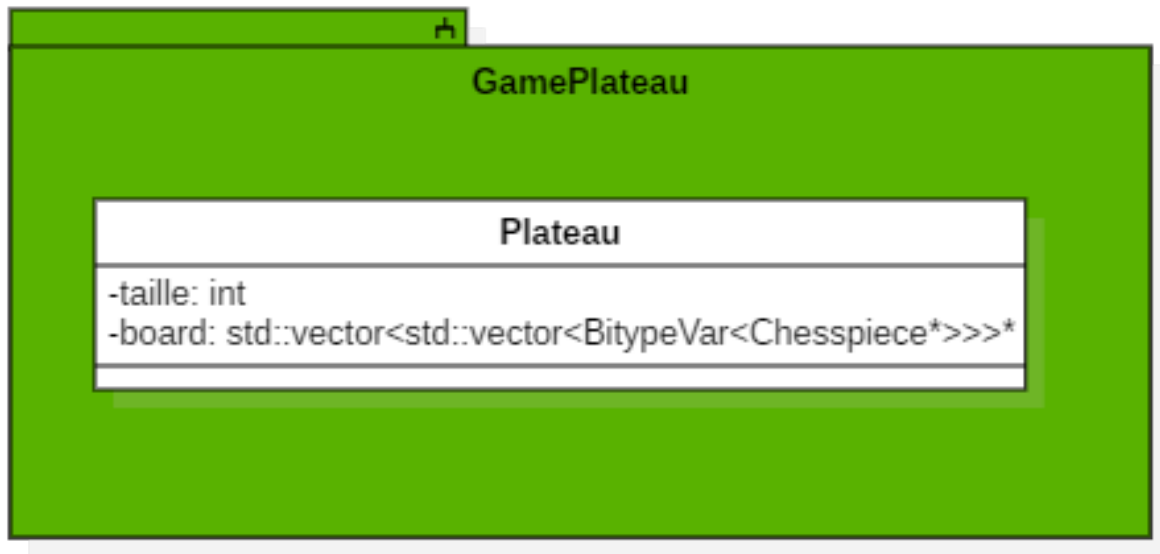 GamePlateau
Plateau
-taille: int
-board: std::vector<std::vector<BitypeVar<Chesspiece*>>>*